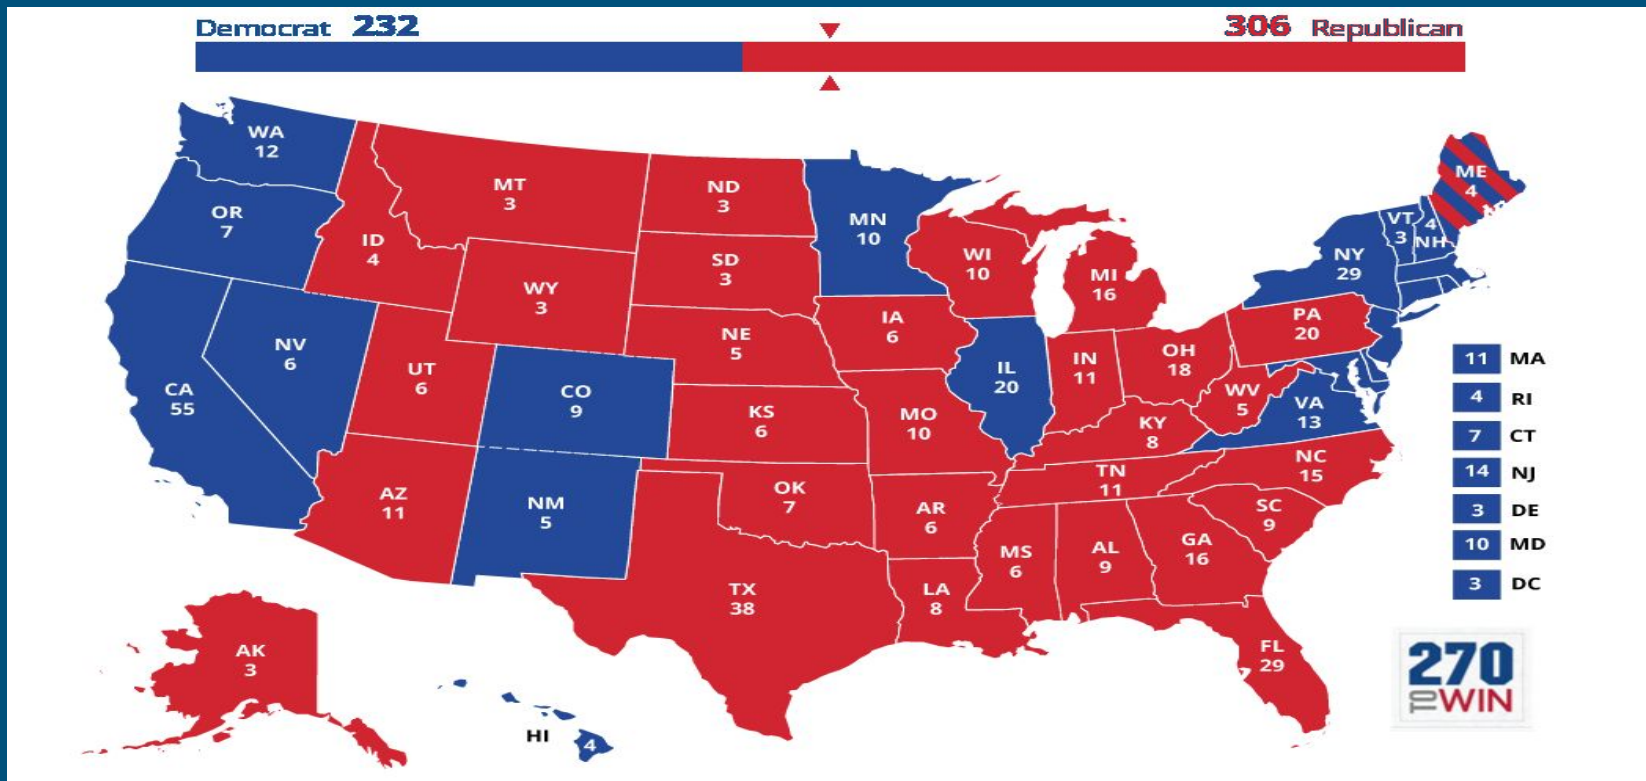 Democrat 232
306 Republican
WA
12
OR
7
CA
55
NV
6
ID
4
MT
3
WY
3
UT
6
CO
9
AZ
11
NM
5
ND
3
SD
3
NE
5
KS
6
OK
7
TX
38
MN
10
IA
6
MO
10
AR
6
LA
8
WI
10
IL
20
MI
16
IN
11
OH
18
KY
8
TN
11
MS
6
AL
9
GA
16
FL
29
SC
9
NC
15
VA
13
WV
5
PA
20
NY
29
VT
3
4
NH
ME
4
11 MA
4 RI
7 CT
14 NJ
3 DE
10 MD
3 DC
AK
3
HI
4
270
TO WIN